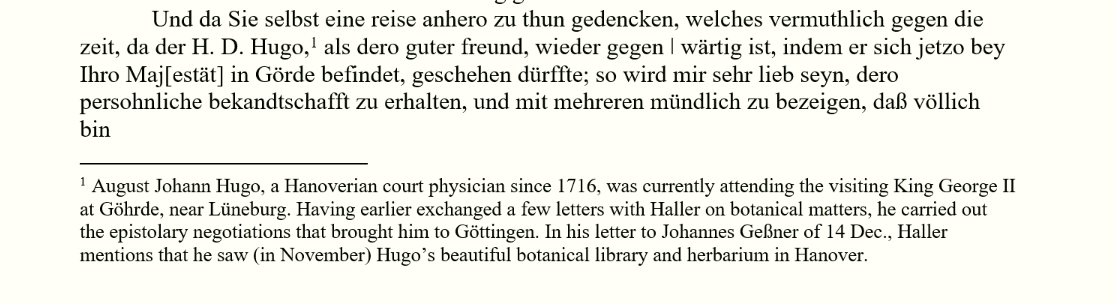 Und da Sie selbst eine reise anhero zu thun gedencken, welches vermuthlich gegen die
zeit, da der H. D. Hugo,¹ als dero guter freund, wieder gegen | wärtig ist, indem er sich jetzo bey
Ihro Maj[estät] in Görde befindet, geschehen dürffte; so wird mir sehr lieb seyn, dero
persohnliche bekandtschafft zu erhalten, und mit mehreren mündlich zu bezeigen, daß völlich
bin
¹ August Johann Hugo, a Hanoverian court physician since 1716, was currently attending the visiting King George II
at Göhrde, near Lüneburg. Having earlier exchanged a few letters with Haller on botanical matters, he carried out
the epistolary negotiations that brought him to Göttingen. In his letter to Johannes Geßner of 14 Dec., Haller
mentions that he saw (in November) Hugo’s beautiful botanical library and herbarium in Hanover.